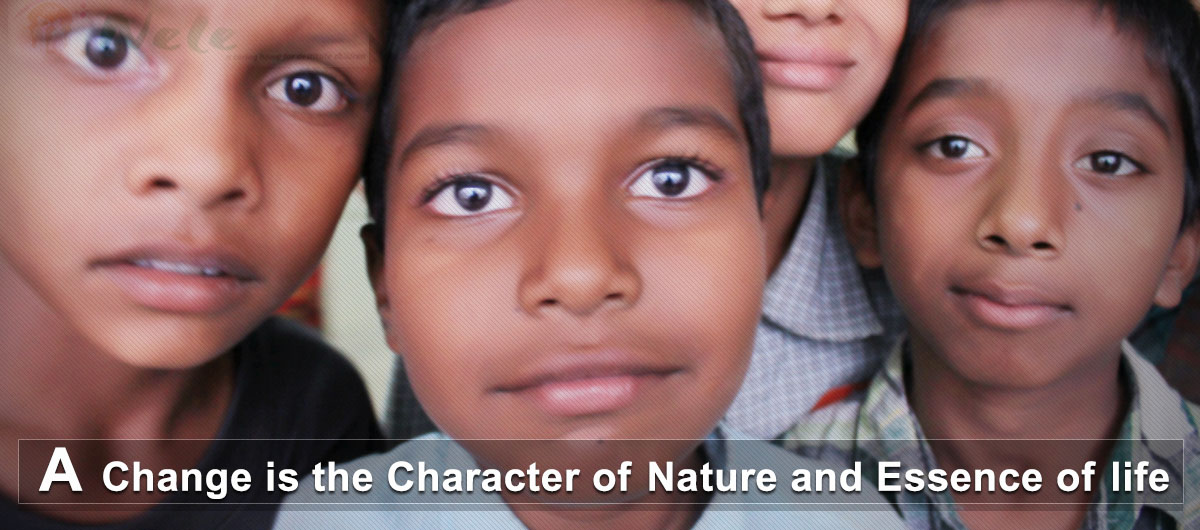 A Change is the Character of Nature and Essence of life